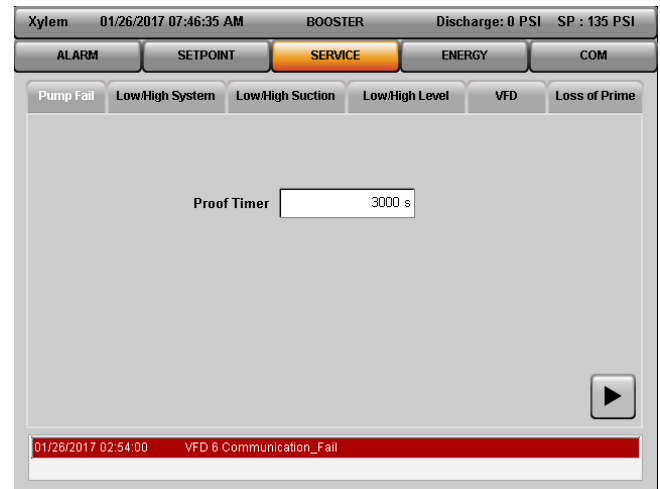 Xylem 01/26/2017 07:46:35 AM BOOSTER Discharge: 0 PSI SP : 135 PSI
ALARM SETPOINT SERVICE ENERGY COM
Pump Fail Low/High System Low/High Suction Low/High Level VFD Loss of Prime
Proof Timer 3000 s
01/26/2017 02:54:00 VFD 6 Communication_Fail